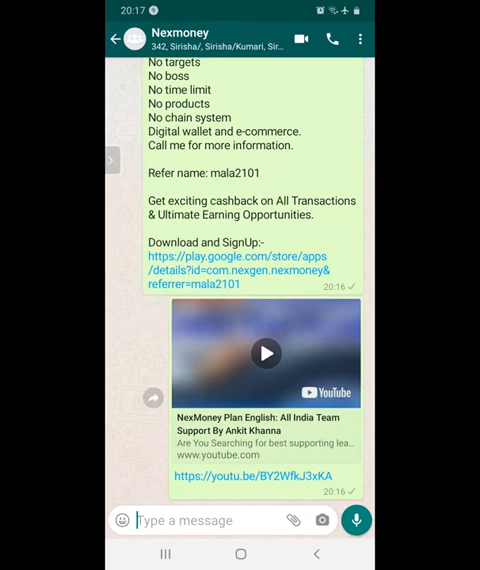 20:17
Nexmoney
342, Sirisha/, Sirisha/Kumari, Sir...
No targets
No boss
No time limit
No products
No chain system
Digital wallet and e-commerce.
Call me for more information.
Refer name: mala2101
Get exciting cashback on All Transactions
& Ultimate Earning Opportunities.
Download and SignUp:-
https://play.google.com/store/apps
/details?id=com.nexgen.nexmoney&
referrer=mala2101
20:16
YouTube
NexMoney Plan English: All India Team
Support By Ankit Khanna
Are You Searching for best supporting lea...
www.youtube.com
https://youtu.be/BY2WfkJ3xKA
20:16
Type a message